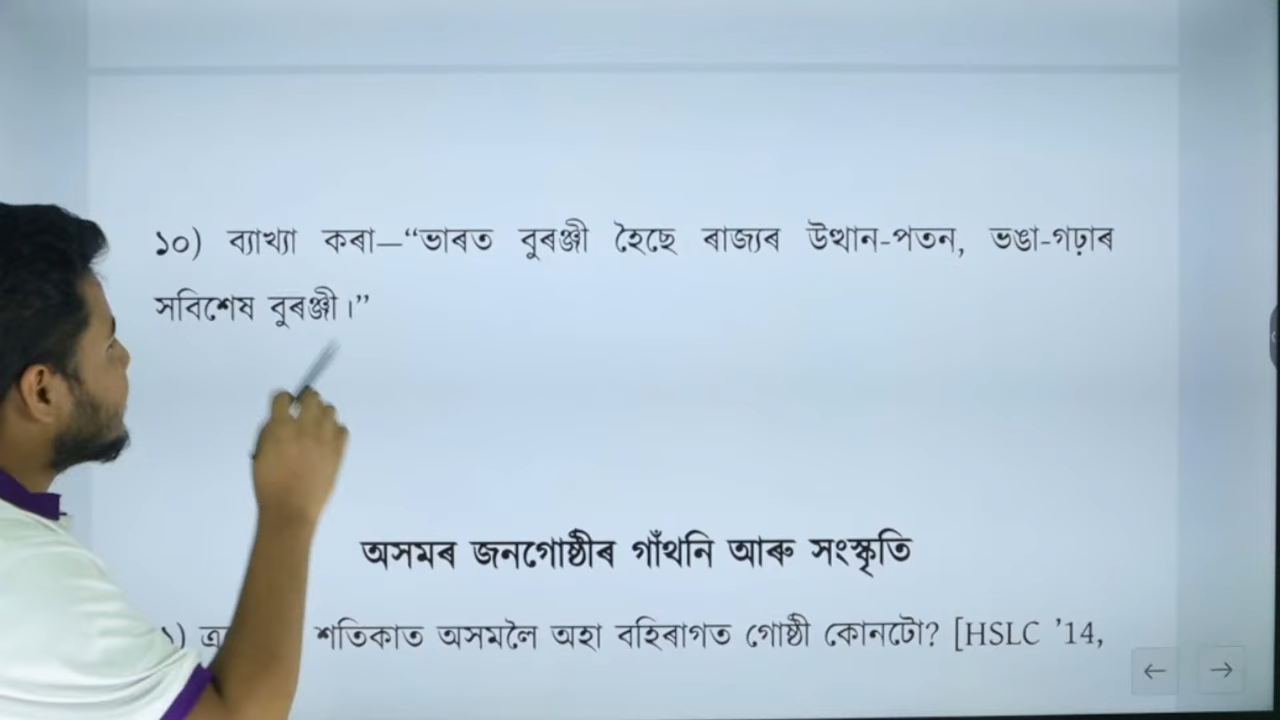 ১০) ব্যাখ্যা কৰা—“ভাৰত বুৰঞ্জী হৈছে ৰাজ্যৰ উত্থান-পতন, ভঙা-গঢ়াৰ
সবিশেষ বুৰঞ্জী।”
অসমৰ জনগোষ্ঠীৰ গাঁথনি আৰু সংস্কৃতি
১) শতিকাত অসমলৈ অহা বহিৰাগত গোষ্ঠী কোনটো? [HSLC ’14,